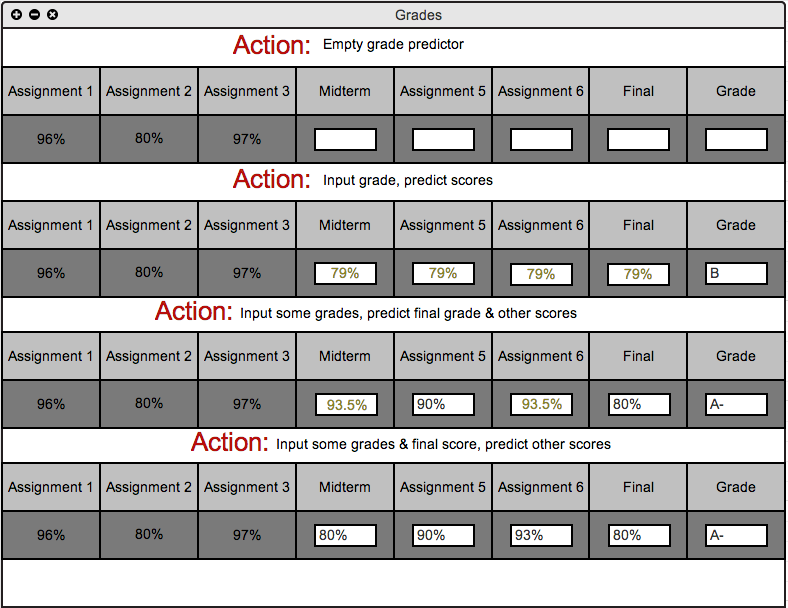 Grades
Action: Empty grade predictor
Assignment 1 Assignment 2 Assignment 3 Midterm Assignment 5 Assignment 6 Final Grade
96% 80% 97%
Action: Input grade, predict scores
Assignment 1 Assignment 2 Assignment 3 Midterm Assignment 5 Assignment 6 Final Grade
96% 80% 97% 79% 79% 79% 79% B
Action: Input some grades, predict final grade & other scores
Assignment 1 Assignment 2 Assignment 3 Midterm Assignment 5 Assignment 6 Final Grade
96% 80% 97% 93.5% 90% 93.5% 80% A-
Action: Input some grades & final score, predict other scores
Assignment 1 Assignment 2 Assignment 3 Midterm Assignment 5 Assignment 6 Final Grade
96% 80% 97% 80% 90% 93% 80% A-